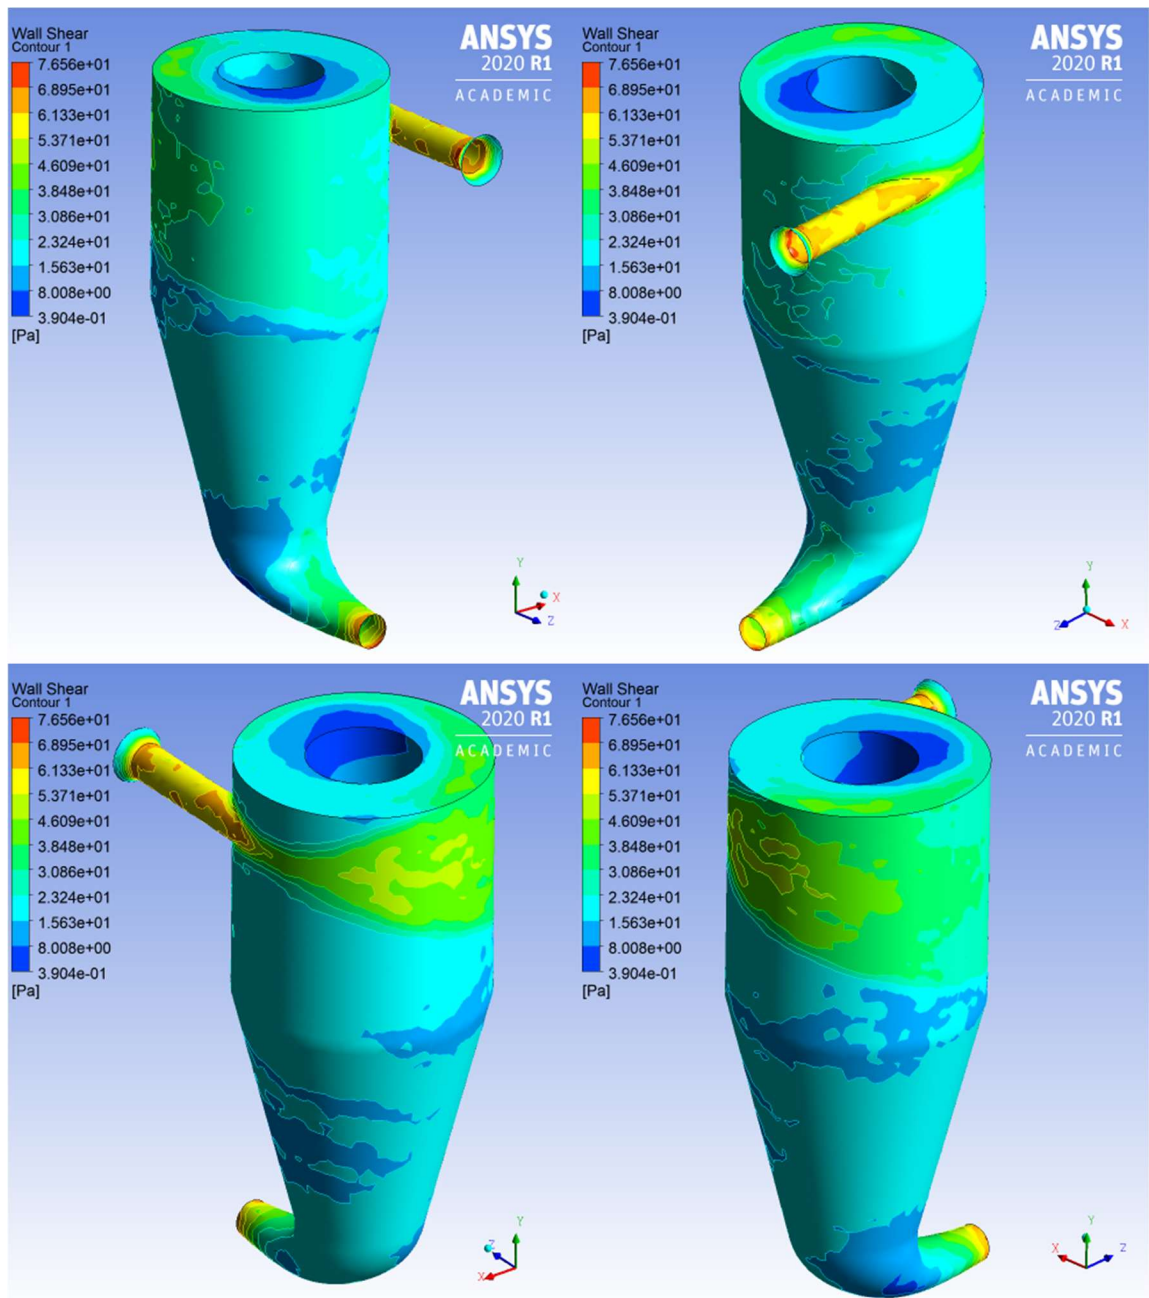 Wall Shear
Contour 1
7.656e+01
6.895e+01
6.133e+01
5.371e+01
4.609e+01
3.848e+01
3.086e+01
2.324e+01
1.563e+01
8.008e+00
3.904e-01
[Pa]
ANSYS
2020 R1
ACADEMIC
Y
X
Z
Wall Shear
Contour 1
7.656e+01
6.895e+01
6.133e+01
5.371e+01
4.609e+01
3.848e+01
3.086e+01
2.324e+01
1.563e+01
8.008e+00
3.904e-01
[Pa]
ANSYS
2020 R1
ACADEMIC
Y
Z
X
Wall Shear
Contour 1
7.656e+01
6.895e+01
6.133e+01
5.371e+01
4.609e+01
3.848e+01
3.086e+01
2.324e+01
1.563e+01
8.008e+00
3.904e-01
[Pa]
ANSYS
2020 R1
ACADEMIC
Y
Z
X
Wall Shear
Contour 1
7.656e+01
6.895e+01
6.133e+01
5.371e+01
4.609e+01
3.848e+01
3.086e+01
2.324e+01
1.563e+01
8.008e+00
3.904e-01
[Pa]
ANSYS
2020 R1
ACADEMIC
Y
X
Z